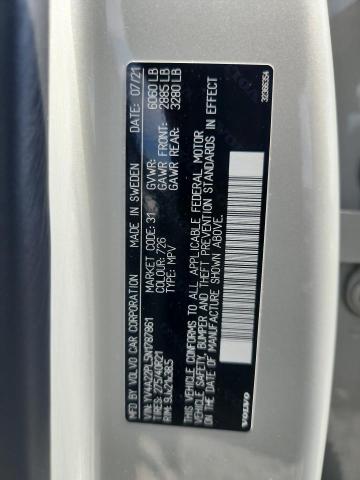 MFD BY VOLVO CAR CORPORATION MADE IN SWEDEN DATE: 07/21
VIN: YV4A22PL5N1787861 MARKET CODE: 31 GVWR: 6060 LB
TIRES: 275/40R21 COLOUR: 726 GAWR FRONT: 2885 LB
RIM: 9JJx21x38.5 TYPE: MPV GAWR REAR: 3280 LB
THIS VEHICLE CONFORMS TO ALL APPLICABLE FEDERAL MOTOR
VEHICLE SAFETY, BUMPER AND THEFT PREVENTION STANDARDS IN EFFECT
ON THE DATE OF MANUFACTURE SHOWN ABOVE.
VOLVO 32366354